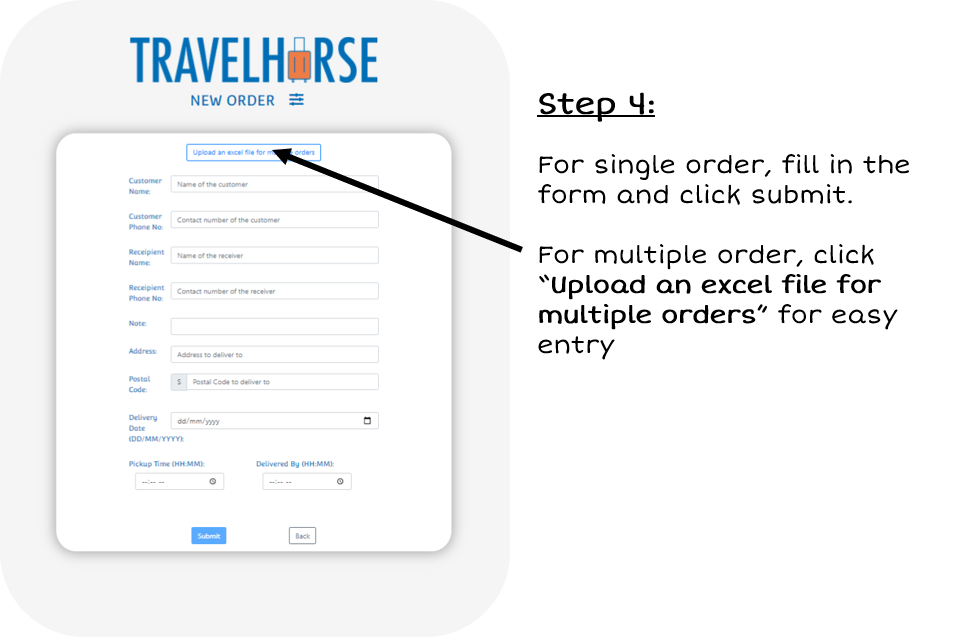 TRAVELHORSE
NEW ORDER
Upload an excel file for multiple orders
Customer Name:
Name of the customer
Customer Phone No:
Contact number of the customer
Receipient Name:
Name of the receiver
Receipient Phone No:
Contact number of the receiver
Note:
Address:
Address to deliver to
Postal Code:
S
Postal Code to deliver to
Delivery Date (DD/MM/YYYY):
dd/mm/yyyy
Pickup Time (HH:MM):
Delivered By (HH:MM):
--:-- --
--:-- --
Submit
Back
Step 4:
For single order, fill in the
form and click submit.
For multiple order, click
“Upload an excel file for
multiple orders” for easy
entry